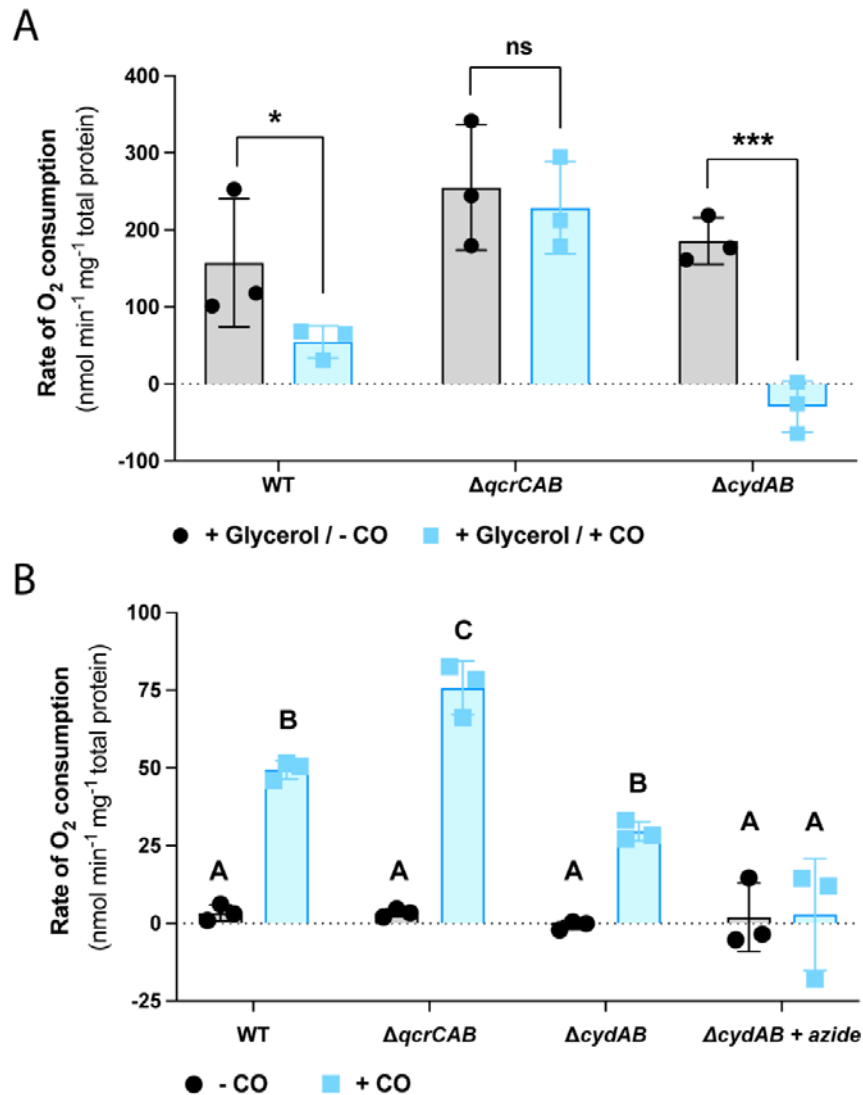 A
ns
*
***
Rate of O₂ consumption
(nmol min⁻¹ mg⁻¹ total protein)
400
300
200
100
0
-100
WT
ΔqcrCAB
ΔcydAB
+ Glycerol / - CO
+ Glycerol / + CO
B
Rate of O₂ consumption
(nmol min⁻¹ mg⁻¹ total protein)
100
75
50
25
0
-25
A
B
A
C
A
B
A
A
WT
ΔqcrCAB
ΔcydAB
ΔcydAB + azide
- CO
+ CO